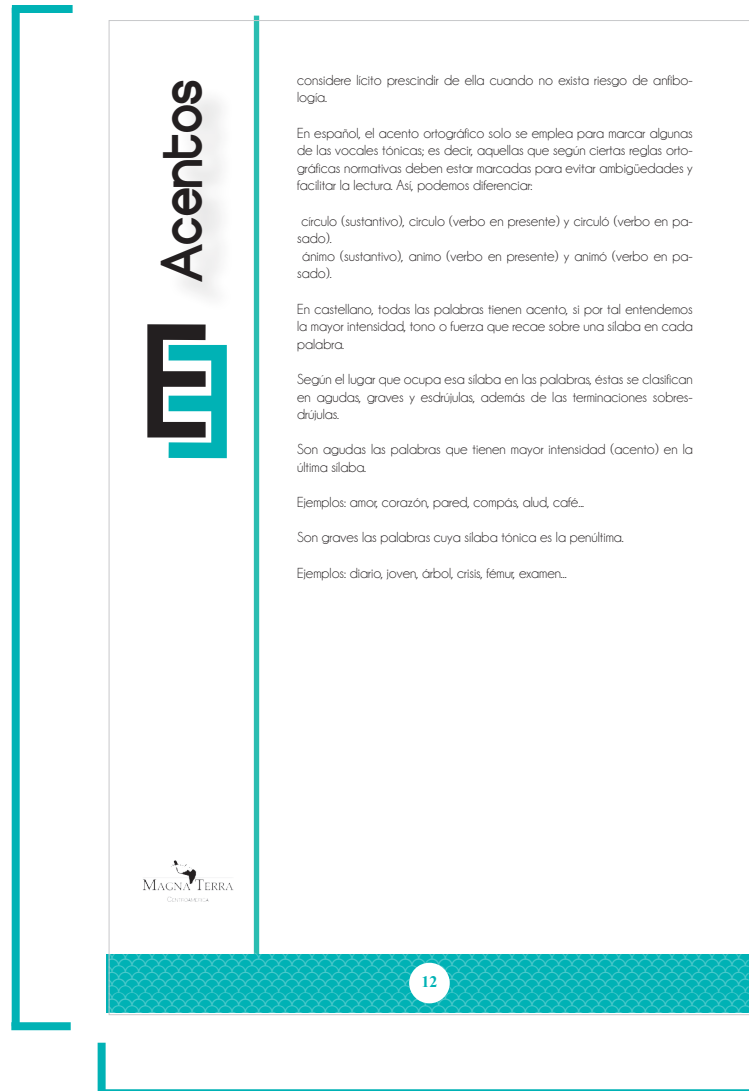 Acentos
considere lícito prescindir de ella cuando no exista riesgo de anfibo-
logía.
En español, el acento ortográfico solo se emplea para marcar algunas
de las vocales tónicas; es decir, aquellas que según ciertas reglas orto-
gráficas normativas deben estar marcadas para evitar ambigüedades y
facilitar la lectura. Así, podemos diferenciar:
círculo (sustantivo), circulo (verbo en presente) y circuló (verbo en pa-
sado).
ánimo (sustantivo), animo (verbo en presente) y animó (verbo en pa-
sado).
En castellano, todas las palabras tienen acento, si por tal entendemos
la mayor intensidad, tono o fuerza que recae sobre una sílaba en cada
palabra.
Según el lugar que ocupa esa sílaba en las palabras, éstas se clasifican
en agudas, graves y esdrújulas, además de las terminaciones sobres-
drújulas.
Son agudas las palabras que tienen mayor intensidad (acento) en la
última sílaba.
Ejemplos: amor, corazón, pared, compás, alud, café...
Son graves las palabras cuya sílaba tónica es la penúltima.
Ejemplos: diario, joven, árbol, crisis, fémur, examen...
MAGNA TERRA
CENTROAMERICA
12